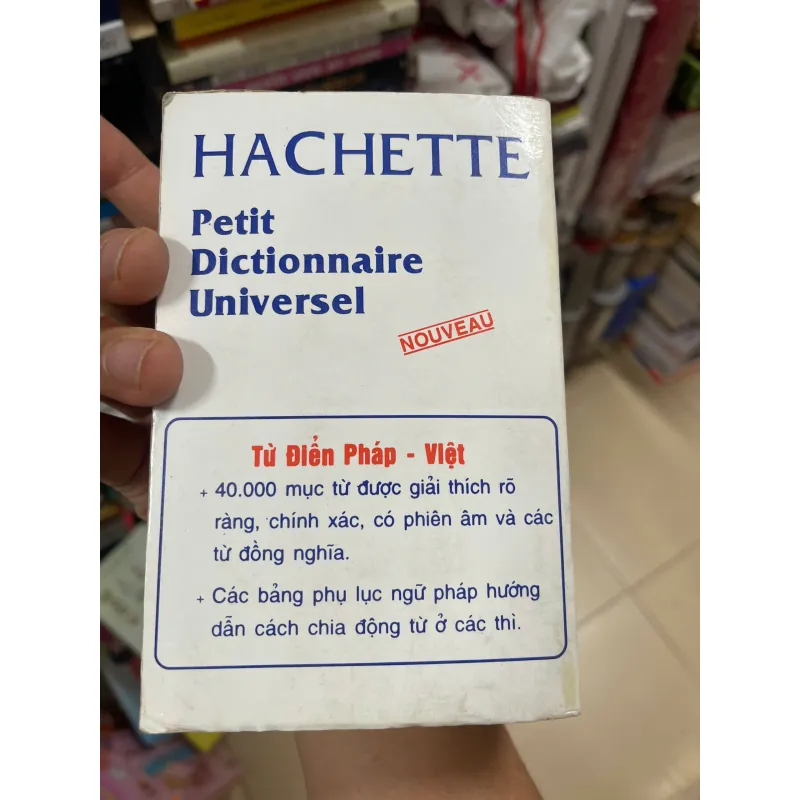 HACHETTE
Petit
Dictionnaire
Universel
NOUVEAU
Từ Điển Pháp - Việt
+ 40.000 mục từ được giải thích rõ
ràng, chính xác, có phiên âm và các
từ đồng nghĩa.
+ Các bảng phụ lục ngữ pháp hướng
dẫn cách chia động từ ở các thì.